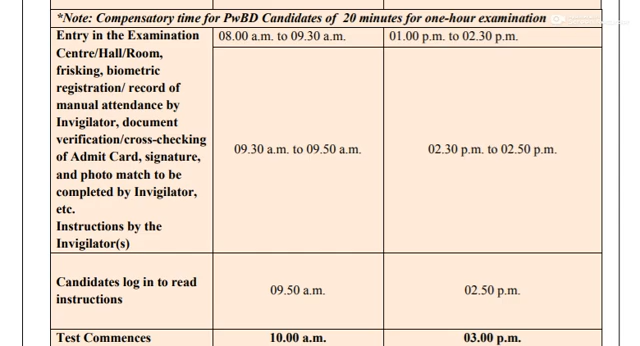 *Note: Compensatory time for PwBD Candidates of 20 minutes for one-hour examination
Entry in the Examination
Centre/Hall/Room,
frisking, biometric
registration/ record of
manual attendance by
Invigilator, document
verification/cross-checking
of Admit Card, signature,
and photo match to be
completed by Invigilator,
etc.
Instructions by the
Invigilator(s)
08.00 a.m. to 09.30 a.m.
01.00 p.m. to 02.30 p.m.
09.30 a.m. to 09.50 a.m.
02.30 p.m. to 02.50 p.m.
Candidates log in to read
instructions
09.50 a.m.
02.50 p.m.
Test Commences
10.00 a.m.
03.00 p.m.